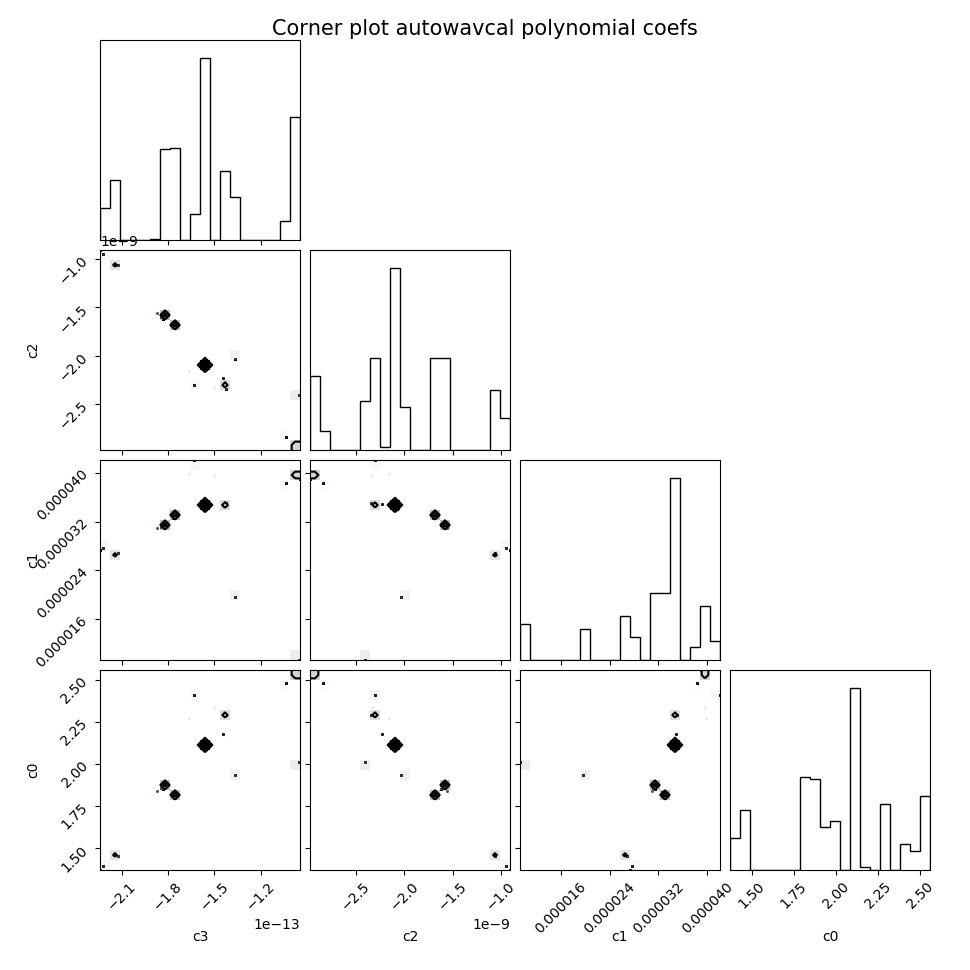 Corner plot autowavcal polynomial coefs
1e−9
−1.0
−1.5
−2.0
−2.5
c2
0.000040
0.000032
0.000024
0.000016
c1
2.50
2.25
2.00
1.75
1.50
c0
−2.1
−1.8
−1.5
−1.2
1e−13
c3
−2.5
−2.0
−1.5
−1.0
1e−9
c2
0.000016
0.000024
0.000032
0.000040
c1
1.50
1.75
2.00
2.25
2.50
c0